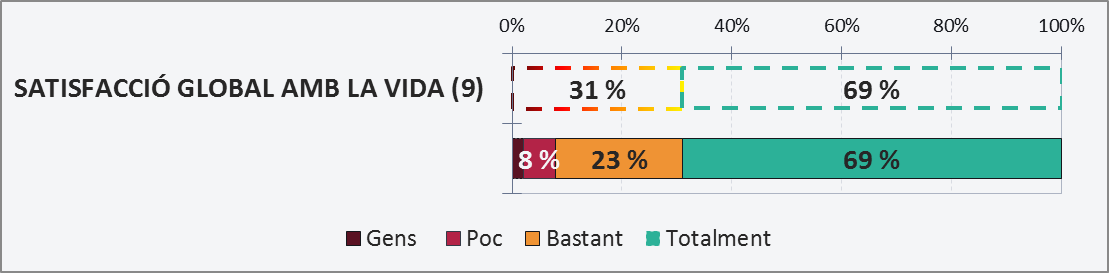 0% 20% 40% 60% 80% 100%
SATISFACCIÓ GLOBAL AMB LA VIDA (9)
31 % 69 %
8 % 23 % 69 %
Gens Poc Bastant Totalment